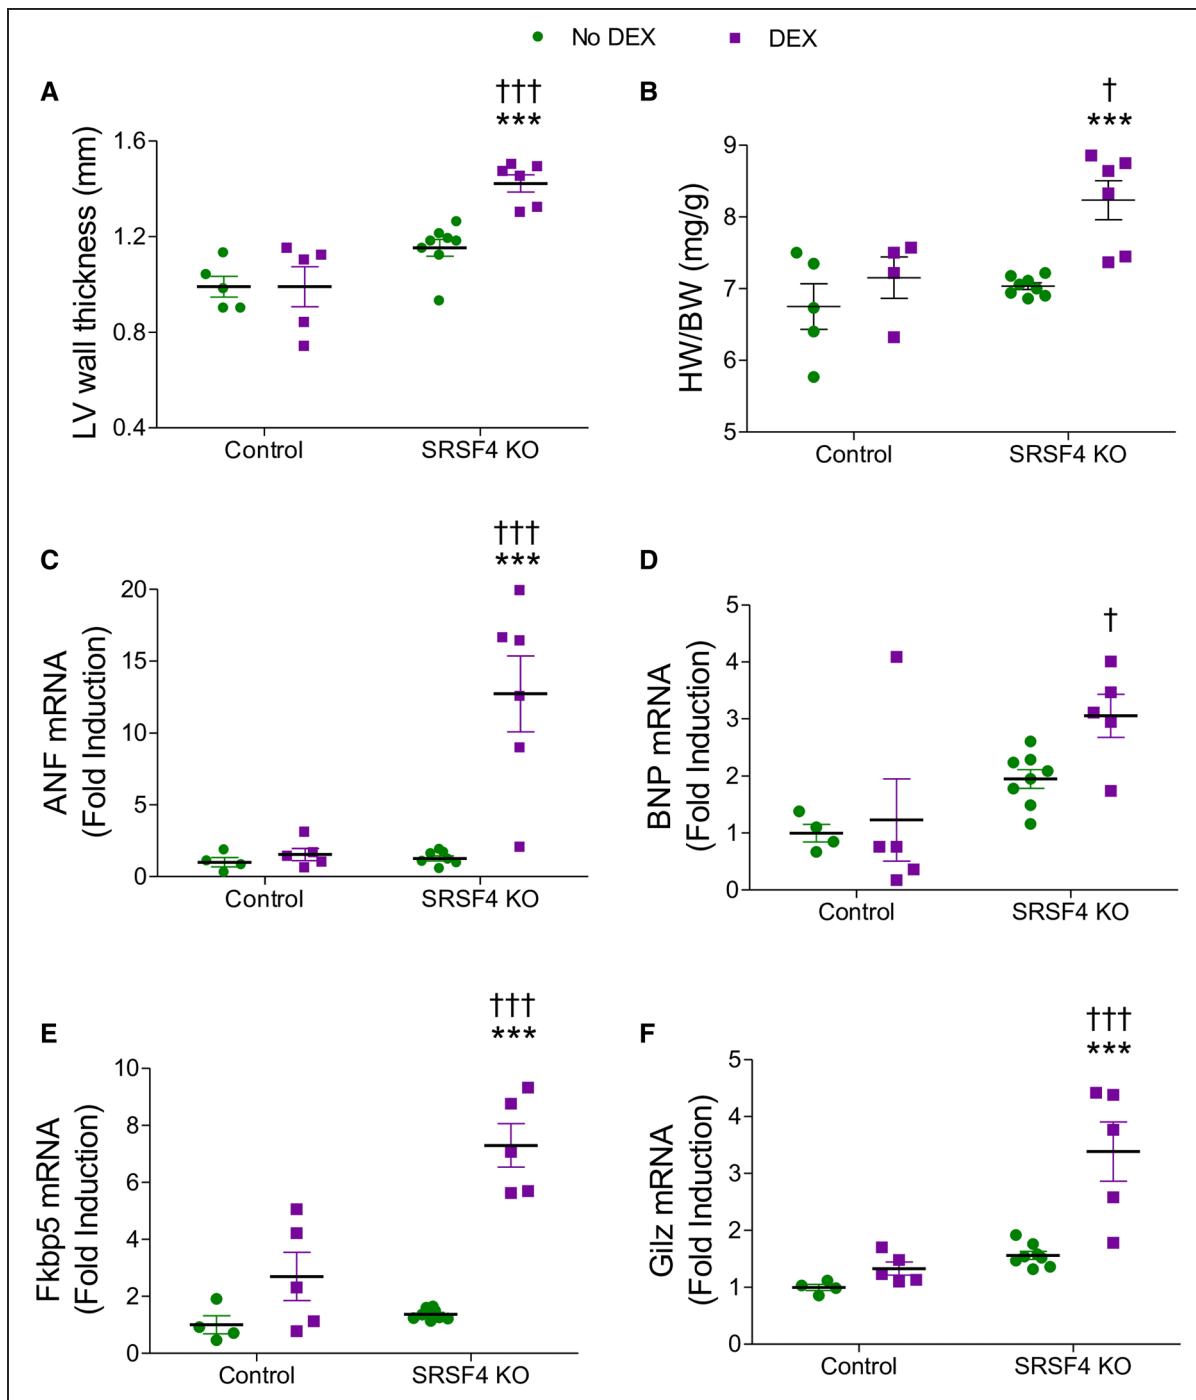 No DEX DEX
A
†††
***
LV wall thickness (mm)
1.6
1.2
0.8
0.4
Control SRSF4 KO
B
†
***
HW/BW (mg/g)
9
8
7
6
5
Control SRSF4 KO
C
†††
***
ANF mRNA
(Fold Induction)
20
15
10
5
0
Control SRSF4 KO
D
†
BNP mRNA
(Fold Induction)
5
4
3
2
1
0
Control SRSF4 KO
E
†††
***
Fkbp5 mRNA
(Fold Induction)
10
8
6
4
2
0
Control SRSF4 KO
F
†††
***
Gilz mRNA
(Fold Induction)
5
4
3
2
1
0
Control SRSF4 KO